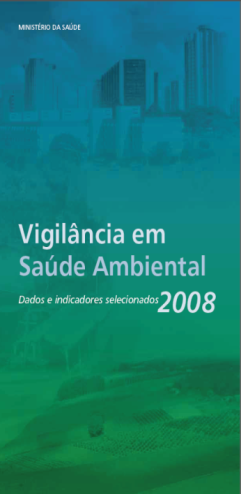 MINISTÉRIO DA SAÚDE
Vigilância em
Saúde Ambiental
Dados e indicadores selecionados 2008